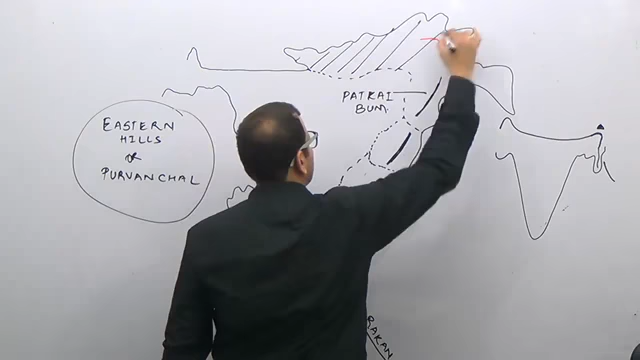 PATKAI
BUM
EASTERN
HILLS
or
PURVANCHAL
RAKAN